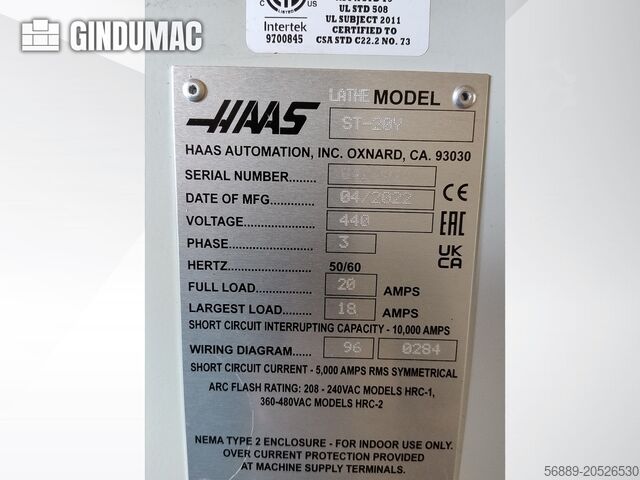 GINDUMAC
C US
Intertek
9700845
UL STD 508
UL SUBJECT 2011
CERTIFIED TO
CSA STD C22.2 NO. 73
HAAS
LATHE MODEL
ST-20Y
HAAS AUTOMATION, INC. OXNARD, CA. 93030
SERIAL NUMBER........
DATE OF MFG........... 04/2022
VOLTAGE................. 440
PHASE..................... 3
HERTZ..................... 50/60
FULL LOAD.............. 20 AMPS
LARGEST LOAD........ 18 AMPS
SHORT CIRCUIT INTERRUPTING CAPACITY - 10,000 AMPS
WIRING DIAGRAM...... 96 0284
SHORT CIRCUIT CURRENT - 5,000 AMPS RMS SYMMETRICAL
ARC FLASH RATING: 208 - 240VAC MODELS HRC-1,
360-480VAC MODELS HRC-2
NEMA TYPE 2 ENCLOSURE - FOR INDOOR USE ONLY.
OVER CURRENT PROTECTION PROVIDED
AT MACHINE SUPPLY TERMINALS.
CE
EAC
UK
CA
56889-20526530